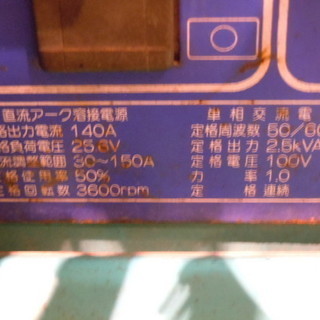 直流アーク溶接電源
格出力電流 140A
格負荷電圧 25.6V
流調整範囲 30~150A
定格使用率 50%
定格回転数 3600rpm
単相交流電
定格周波数 50/60
定格出力 2.5kVA
定格電圧 100V
力率 1.0
定格 連続